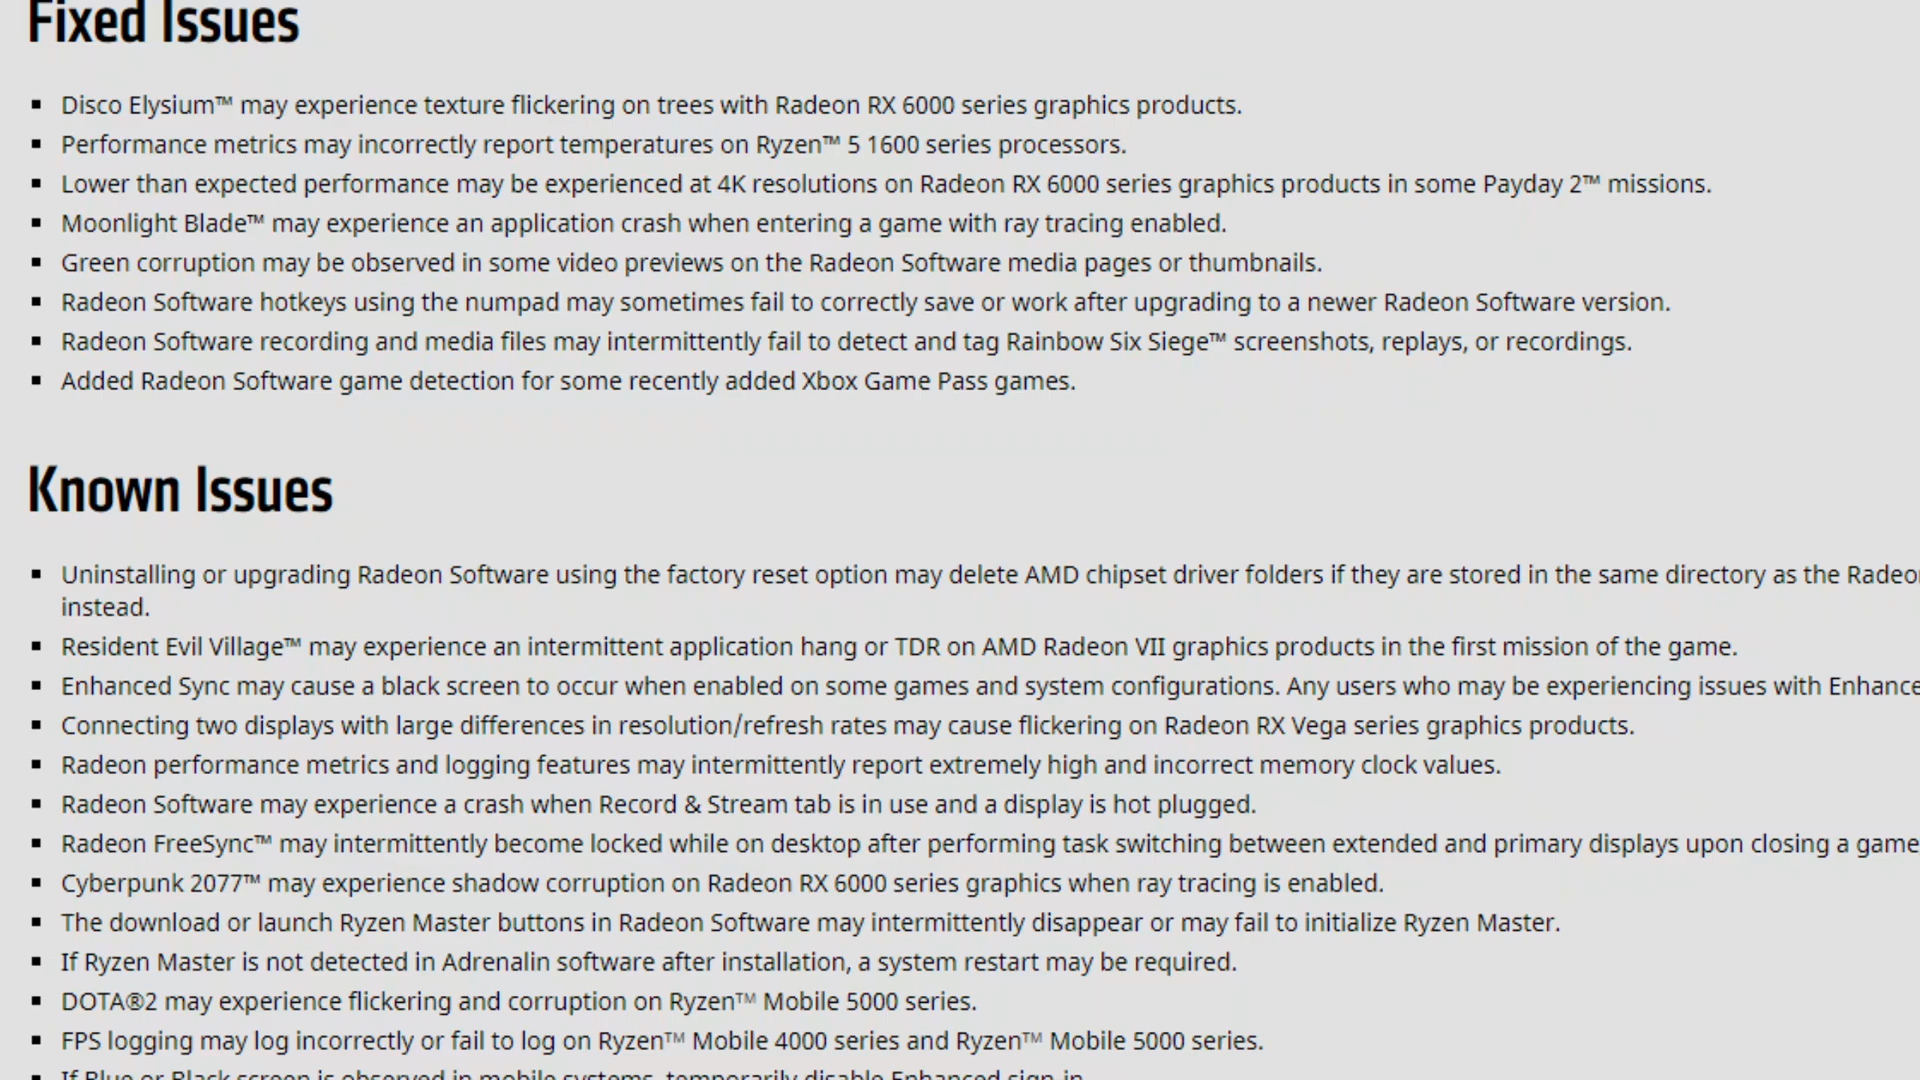 Fixed Issues
▪ Disco Elysium™ may experience texture flickering on trees with Radeon RX 6000 series graphics products.
▪ Performance metrics may incorrectly report temperatures on Ryzen™ 5 1600 series processors.
▪ Lower than expected performance may be experienced at 4K resolutions on Radeon RX 6000 series graphics products in some Payday 2™ missions.
▪ Moonlight Blade™ may experience an application crash when entering a game with ray tracing enabled.
▪ Green corruption may be observed in some video previews on the Radeon Software media pages or thumbnails.
▪ Radeon Software hotkeys using the numpad may sometimes fail to correctly save or work after upgrading to a newer Radeon Software version.
▪ Radeon Software recording and media files may intermittently fail to detect and tag Rainbow Six Siege™ screenshots, replays, or recordings.
▪ Added Radeon Software game detection for some recently added Xbox Game Pass games.
Known Issues
▪ Uninstalling or upgrading Radeon Software using the factory reset option may delete AMD chipset driver folders if they are stored in the same directory as the Radeo
instead.
▪ Resident Evil Village™ may experience an intermittent application hang or TDR on AMD Radeon VII graphics products in the first mission of the game.
▪ Enhanced Sync may cause a black screen to occur when enabled on some games and system configurations. Any users who may be experiencing issues with Enhance
▪ Connecting two displays with large differences in resolution/refresh rates may cause flickering on Radeon RX Vega series graphics products.
▪ Radeon performance metrics and logging features may intermittently report extremely high and incorrect memory clock values.
▪ Radeon Software may experience a crash when Record & Stream tab is in use and a display is hot plugged.
▪ Radeon FreeSync™ may intermittently become locked while on desktop after performing task switching between extended and primary displays upon closing a game
▪ Cyberpunk 2077™ may experience shadow corruption on Radeon RX 6000 series graphics when ray tracing is enabled.
▪ The download or launch Ryzen Master buttons in Radeon Software may intermittently disappear or may fail to initialize Ryzen Master.
▪ If Ryzen Master is not detected in Adrenalin software after installation, a system restart may be required.
▪ DOTA®2 may experience flickering and corruption on Ryzen™ Mobile 5000 series.
▪ FPS logging may log incorrectly or fail to log on Ryzen™ Mobile 4000 series and Ryzen™ Mobile 5000 series.
▪ If Blue or Black screen is observed in mobile systems, temporarily disable Enhanced sign-in